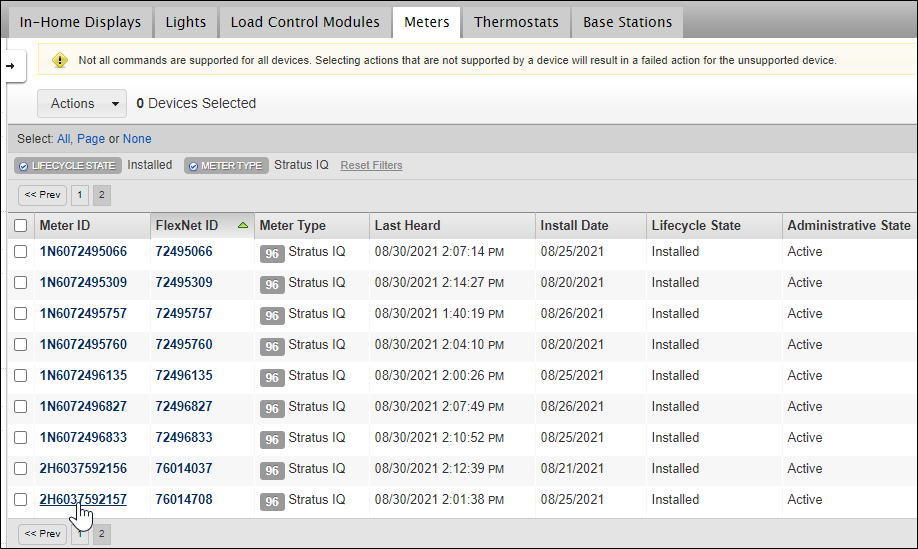 In-Home Displays Lights Load Control Modules Meters Thermostats Base Stations
Not all commands are supported for all devices. Selecting actions that are not supported by a device will result in a failed action for the unsupported device.
Actions 0 Devices Selected
Select: All, Page or None
LIFECYCLE STATE Installed METER TYPE Stratus IQ Reset Filters
<< Prev 1 2
Meter ID FlexNet ID Meter Type Last Heard Install Date Lifecycle State Administrative State
1N6072495066 72495066 96 Stratus IQ 08/30/2021 2:07:14 PM 08/25/2021 Installed Active
1N6072495309 72495309 96 Stratus IQ 08/30/2021 2:14:27 PM 08/20/2021 Installed Active
1N6072495757 72495757 96 Stratus IQ 08/30/2021 1:40:19 PM 08/26/2021 Installed Active
1N6072495760 72495760 96 Stratus IQ 08/30/2021 2:04:10 PM 08/20/2021 Installed Active
1N6072496135 72496135 96 Stratus IQ 08/30/2021 2:00:26 PM 08/25/2021 Installed Active
1N6072496827 72496827 96 Stratus IQ 08/30/2021 2:07:49 PM 08/26/2021 Installed Active
1N6072496833 72496833 96 Stratus IQ 08/30/2021 2:10:52 PM 08/25/2021 Installed Active
2H6037592156 76014037 96 Stratus IQ 08/30/2021 2:12:39 PM 08/21/2021 Installed Active
2H6037592157 76014708 96 Stratus IQ 08/30/2021 2:01:38 PM 08/25/2021 Installed Active
<< Prev 1 2